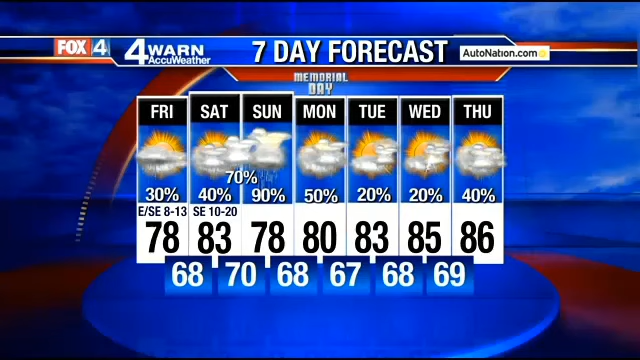 FOX 4
4WARN
AccuWeather
7 DAY FORECAST
AutoNation.com
MEMORIAL
DAY
FRI SAT SUN MON TUE WED THU
70%
30% 40% 90% 50% 20% 20% 40%
E/SE 8-13 SE 10-20
78 83 78 80 83 85 86
68 70 68 67 68 69